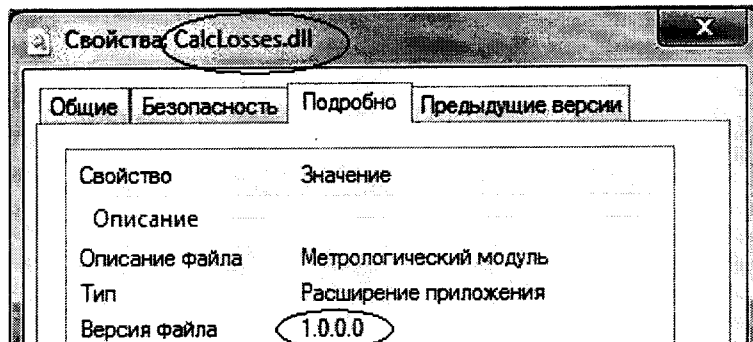 Свойства: CalcLosses.dll
Общие Безопасность Подробно Предыдущие версии
Свойство Значение
Описание
Описание файла Метрологический модуль
Тип Расширение приложения
Версия файла 1.0.0.0